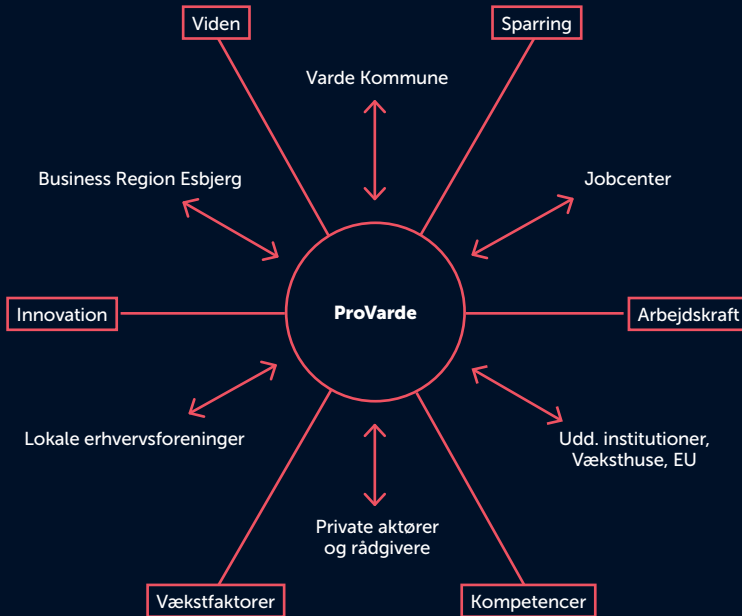 Viden
Sparring
Varde Kommune
Business Region Esbjerg
Jobcenter
Innovation
ProVarde
Arbejdskraft
Lokale erhvervsforeninger
Udd. institutioner,
Væksthuse, EU
Private aktører
og rådgivere
Vækstfaktorer
Kompetencer